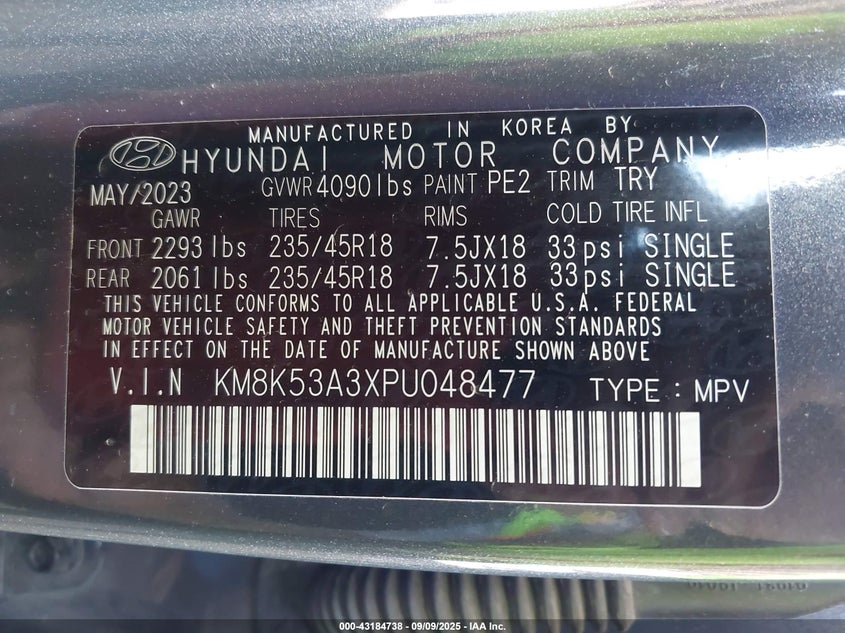 MANUFACTURED IN KOREA BY
HYUNDAI MOTOR COMPANY
MAY/2023 GVWR 4090lbs PAINT PE2 TRIM TRY
GAWR TIRES RIMS COLD TIRE INFL
FRONT 2293 lbs 235/45R18 7.5JX18 33psi SINGLE
REAR 2061 lbs 235/45R18 7.5JX18 33psi SINGLE
THIS VEHICLE CONFORMS TO ALL APPLICABLE U.S.A. FEDERAL
MOTOR VEHICLE SAFETY AND THEFT PREVENTION STANDARDS
IN EFFECT ON THE DATE OF MANUFACTURE SHOWN ABOVE
V.I.N KM8K53A3XPU048477 TYPE : MPV
000-43184738 - 09/09/2025 - IAA Inc.